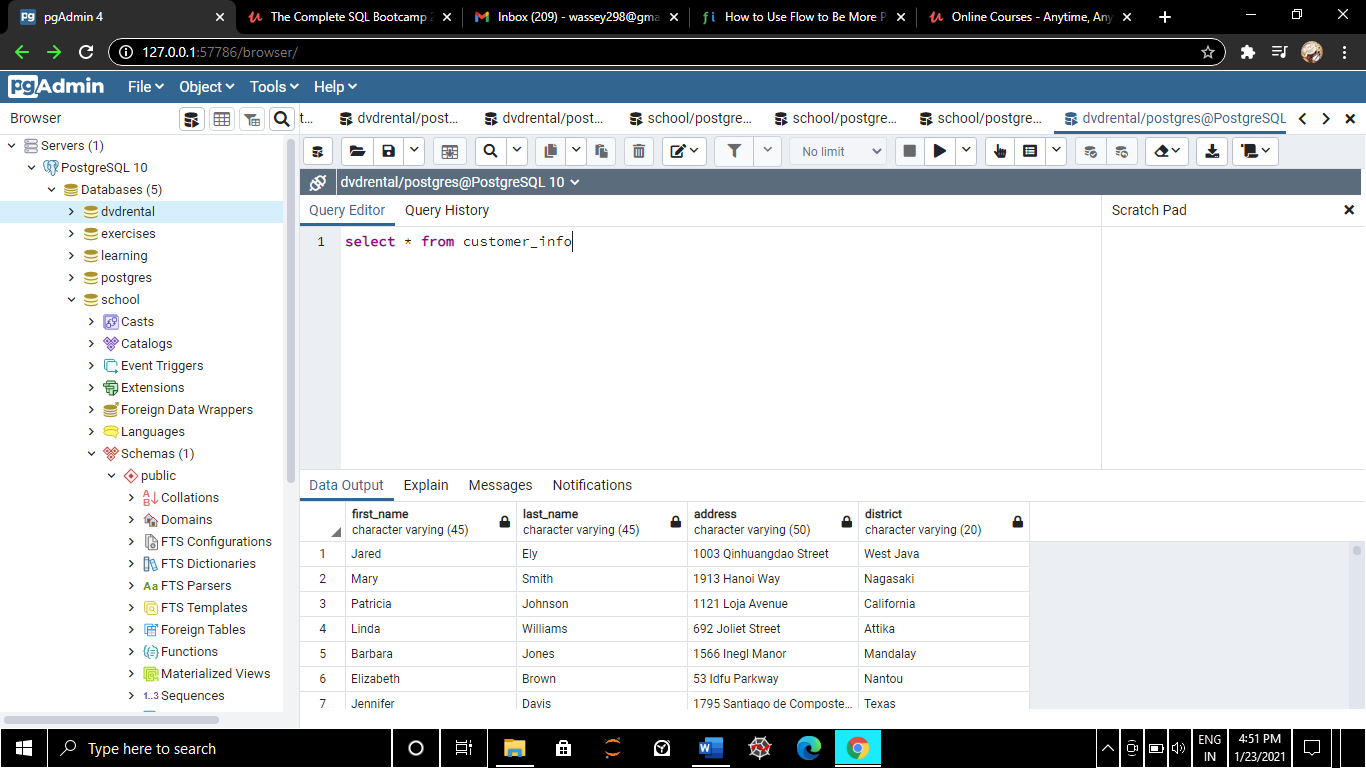 pgAdmin 4
The Complete SQL Bootcamp 2
Inbox (209) - wassey298@gma
How to Use Flow to Be More P
Online Courses - Anytime, Any
127.0.0.1:57786/browser/
pgAdmin File Object Tools Help
Browser
t... dvdrental/post... dvdrental/post... school/postgre... school/postgre... school/postgre... dvdrental/postgres@PostgreSQL
No limit
dvdrental/postgres@PostgreSQL 10
Query Editor Query History
Scratch Pad
1 select * from customer_info
Servers (1)
PostgreSQL 10
Databases (5)
dvdrental
exercises
learning
postgres
school
Casts
Catalogs
Event Triggers
Extensions
Foreign Data Wrappers
Languages
Schemas (1)
public
Collations
Domains
FTS Configurations
FTS Dictionaries
Aa FTS Parsers
FTS Templates
Foreign Tables
Functions
Materialized Views
1..3 Sequences
Data Output Explain Messages Notifications
first_name last_name address district
character varying (45) character varying (45) character varying (50) character varying (20)
1 Jared Ely 1003 Qinhuangdao Street West Java
2 Mary Smith 1913 Hanoi Way Nagasaki
3 Patricia Johnson 1121 Loja Avenue California
4 Linda Williams 692 Joliet Street Attika
5 Barbara Jones 1566 Inegl Manor Mandalay
6 Elizabeth Brown 53 Idfu Parkway Nantou
7 Jennifer Davis 1795 Santiago de Composte... Texas
Type here to search
ENG
IN
4:51 PM
1/23/2021